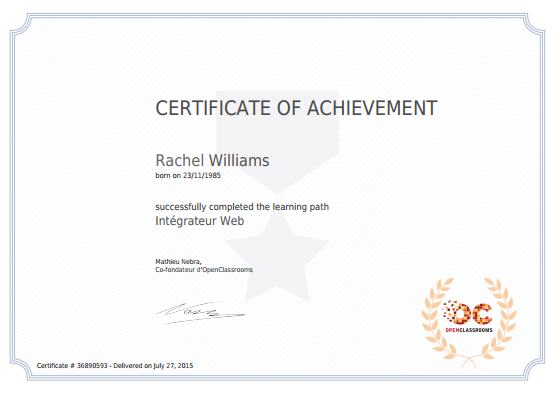 CERTIFICATE OF ACHIEVEMENT
Rachel Williams
born on 23/11/1985
successfully completed the learning path
Intégrateur Web
Mathieu Nebra,
Co-fondateur d'OpenClassrooms
OC
OPENCLASSROOMS
Certificate # 36890593 - Delivered on July 27, 2015